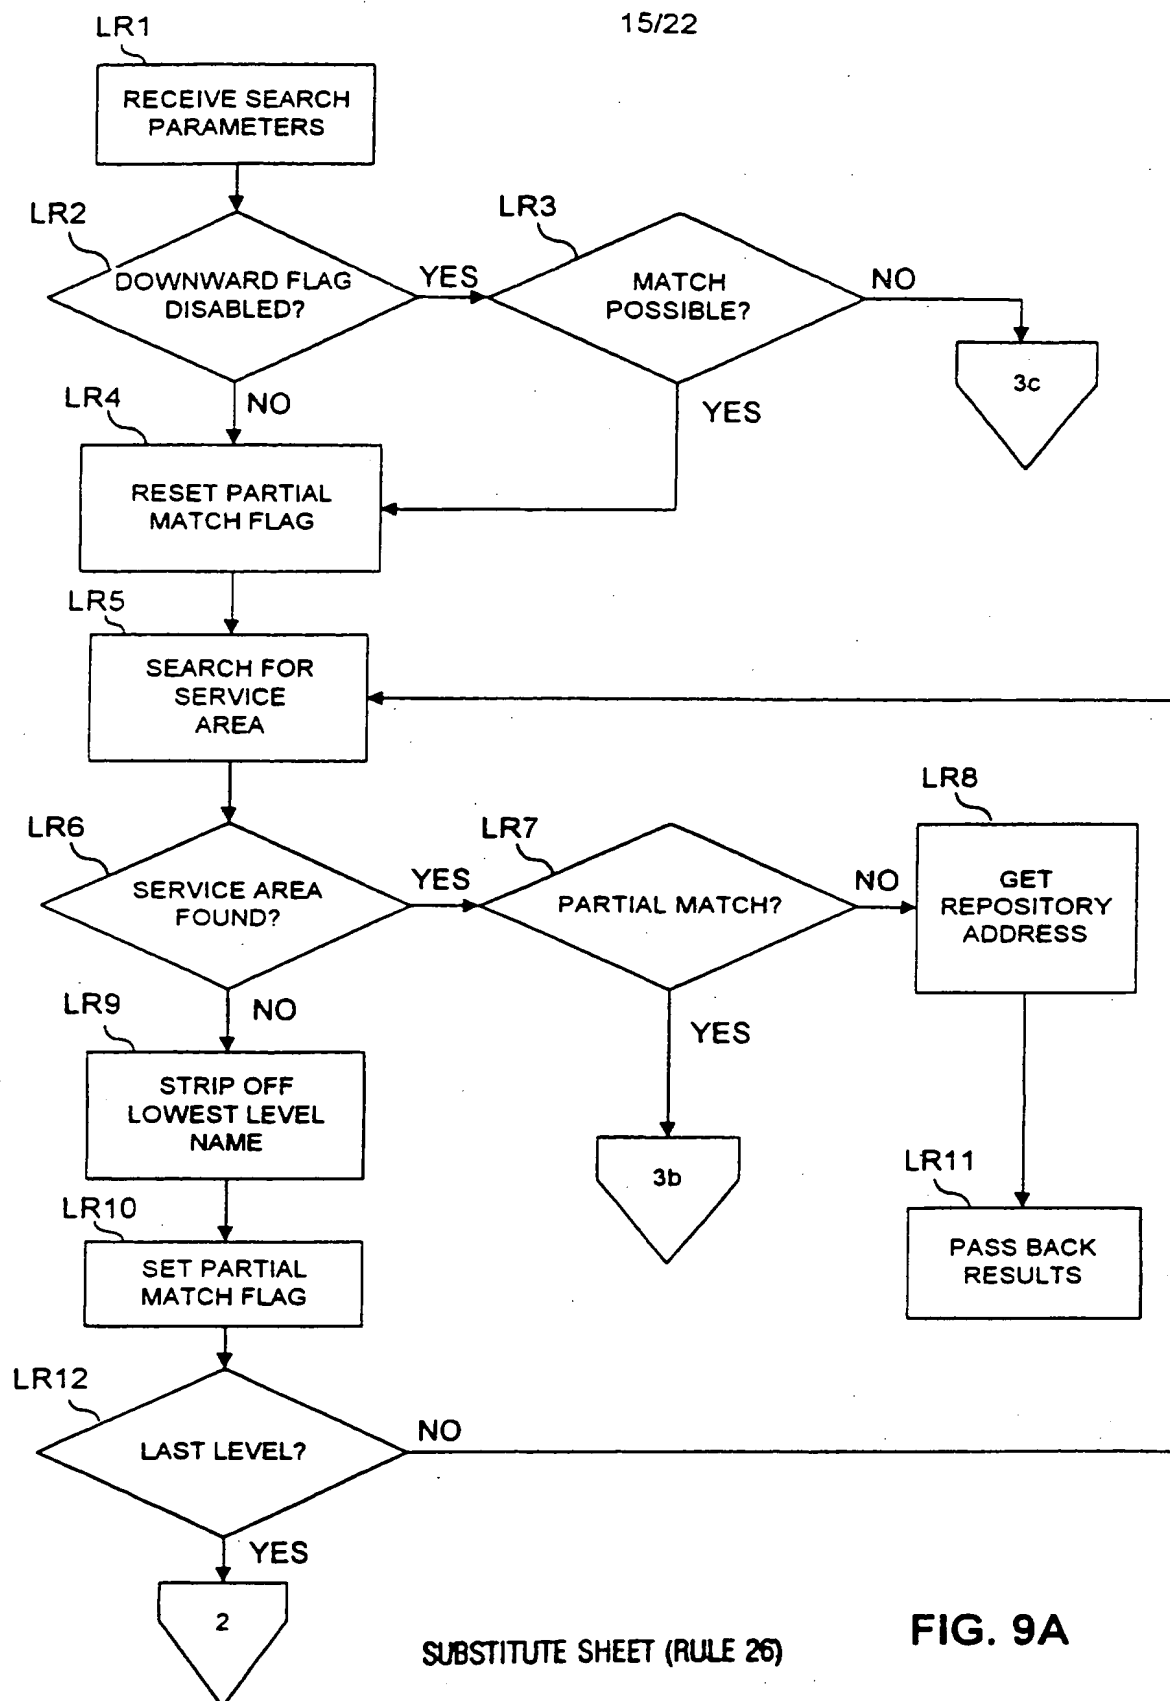 15/22
LR1
RECEIVE SEARCH
PARAMETERS
LR2
DOWNWARD FLAG
DISABLED?
YES
LR3
MATCH
POSSIBLE?
NO
3c
YES
NO
LR4
RESET PARTIAL
MATCH FLAG
LR5
SEARCH FOR
SERVICE
AREA
LR6
SERVICE AREA
FOUND?
YES
LR7
PARTIAL MATCH?
NO
LR8
GET
REPOSITORY
ADDRESS
NO
YES
LR9
STRIP OFF
LOWEST LEVEL
NAME
3b
LR11
PASS BACK
RESULTS
LR10
SET PARTIAL
MATCH FLAG
LR12
LAST LEVEL?
NO
YES
2
SUBSTITUTE SHEET (RULE 26)
FIG. 9A